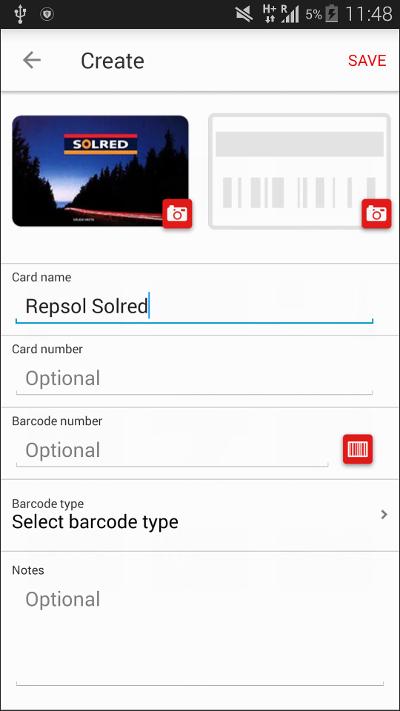 H+ R 5% 11:48
Create SAVE
SOLRED
Card name
Repsol Solred
Card number
Optional
Barcode number
Optional
Barcode type
Select barcode type
Notes
Optional